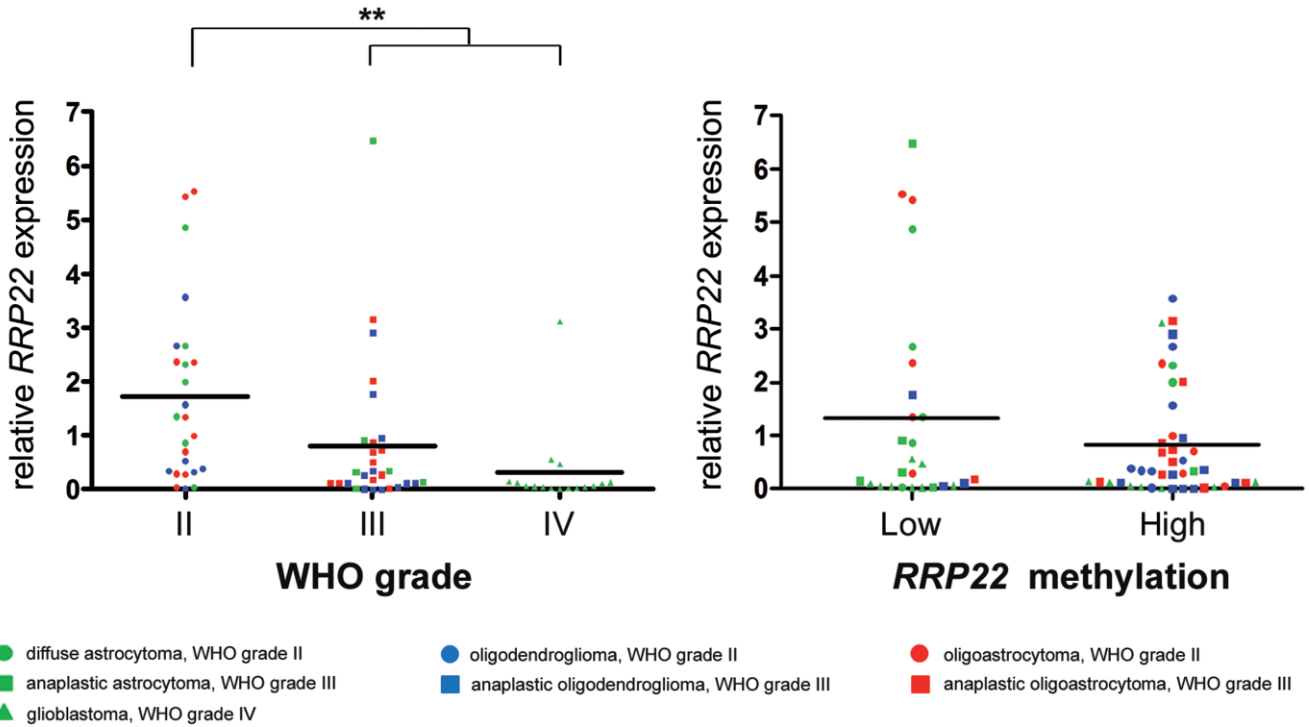 **
relative RRP22 expression
7
6
5
4
3
2
1
0
II III IV
WHO grade
relative RRP22 expression
7
6
5
4
3
2
1
0
Low High
RRP22 methylation
diffuse astrocytoma, WHO grade II
oligodendroglioma, WHO grade II
oligoastrocytoma, WHO grade II
anaplastic astrocytoma, WHO grade III
anaplastic oligodendroglioma, WHO grade III
anaplastic oligoastrocytoma, WHO grade III
glioblastoma, WHO grade IV